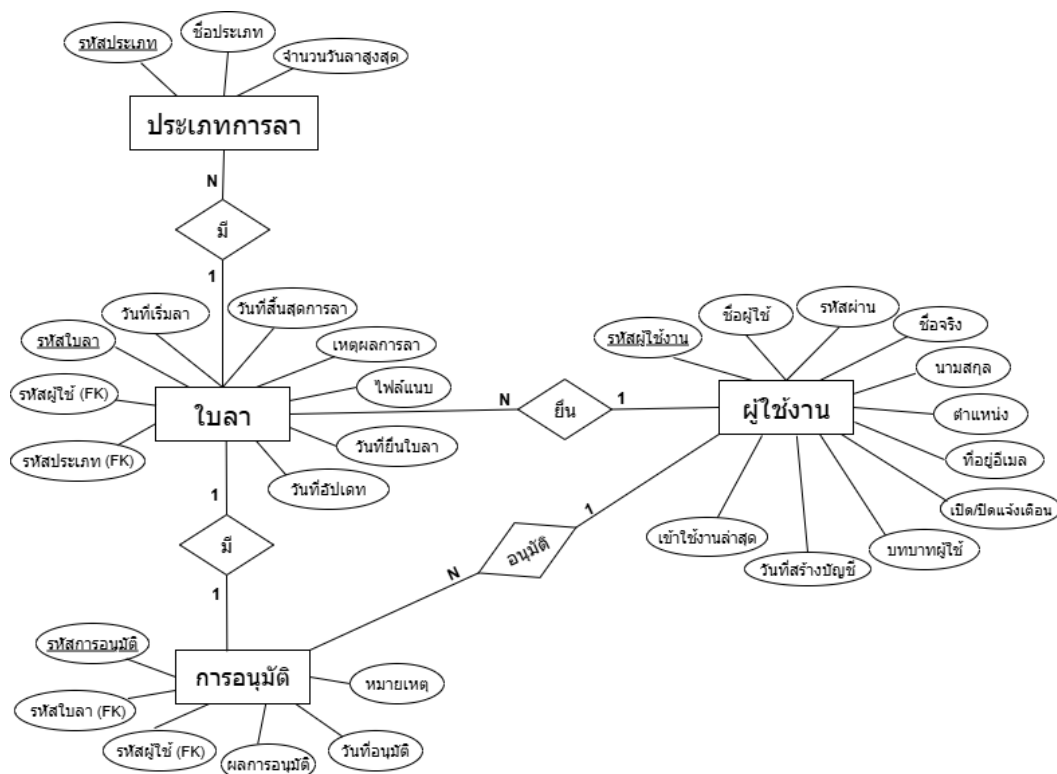 ชื่อประเภท
รหัสประเภท
จำนวนวันลาสูงสุด
ประเภทการลา
N
มี
1
วันที่เริ่มลา
วันที่สิ้นสุดการลา
รหัสใบลา
เหตุผลการลา
รหัสผู้ใช้ (FK)
ไฟล์แนบ
ใบลา
รหัสประเภท (FK)
วันที่ยื่นใบลา
วันที่อัปเดท
N
ยื่น
1
ชื่อผู้ใช้
รหัสผ่าน
รหัสผู้ใช้งาน
ชื่อจริง
นามสกุล
ผู้ใช้งาน
ตำแหน่ง
ที่อยู่อีเมล
เปิด/ปิดแจ้งเตือน
เข้าใช้งานล่าสุด
บทบาทผู้ใช้
วันที่สร้างบัญชี
1
มี
1
1
อนุมัติ
N
รหัสการอนุมัติ
การอนุมัติ
หมายเหตุ
รหัสใบลา (FK)
รหัสผู้ใช้ (FK)
วันที่อนุมัติ
ผลการอนุมัติ